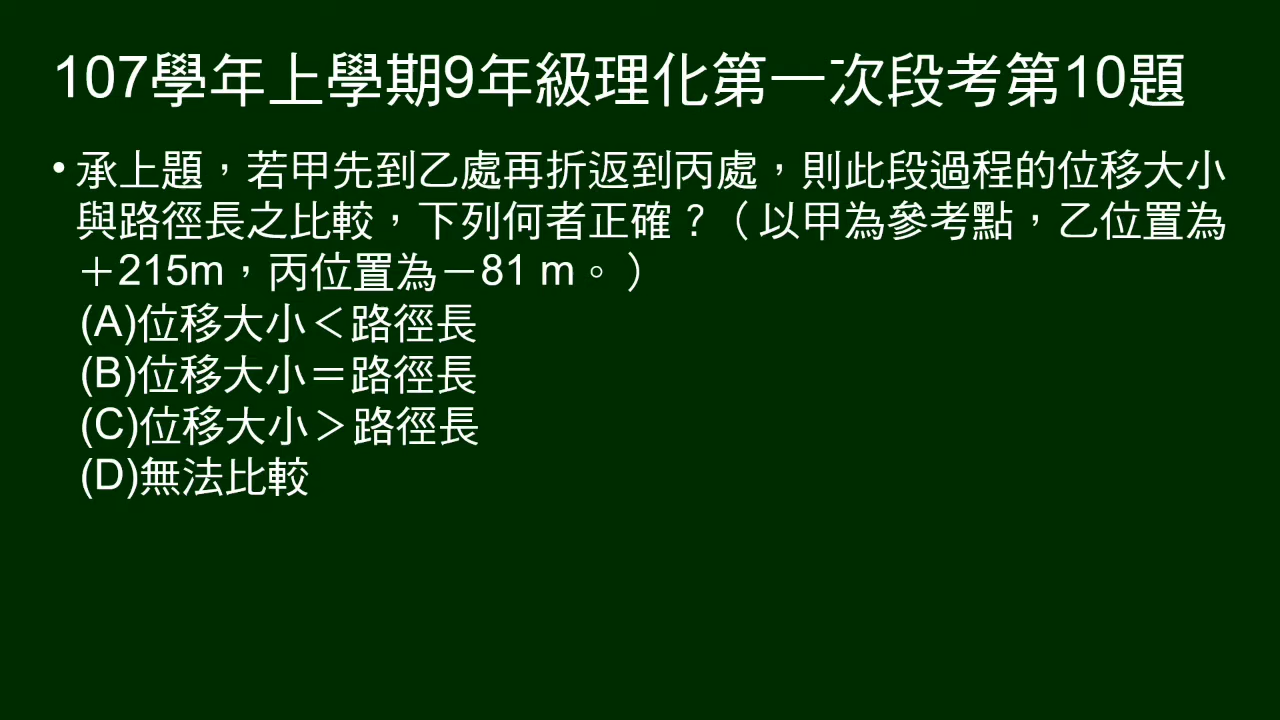 107學年上學期9年級理化第一次段考第10題
•承上題，若甲先到乙處再折返到丙處，則此段過程的位移大小
與路徑長之比較，下列何者正確？（以甲為參考點，乙位置為
＋215m，丙位置為－81 m。）
(A)位移大小＜路徑長
(B)位移大小＝路徑長
(C)位移大小＞路徑長
(D)無法比較